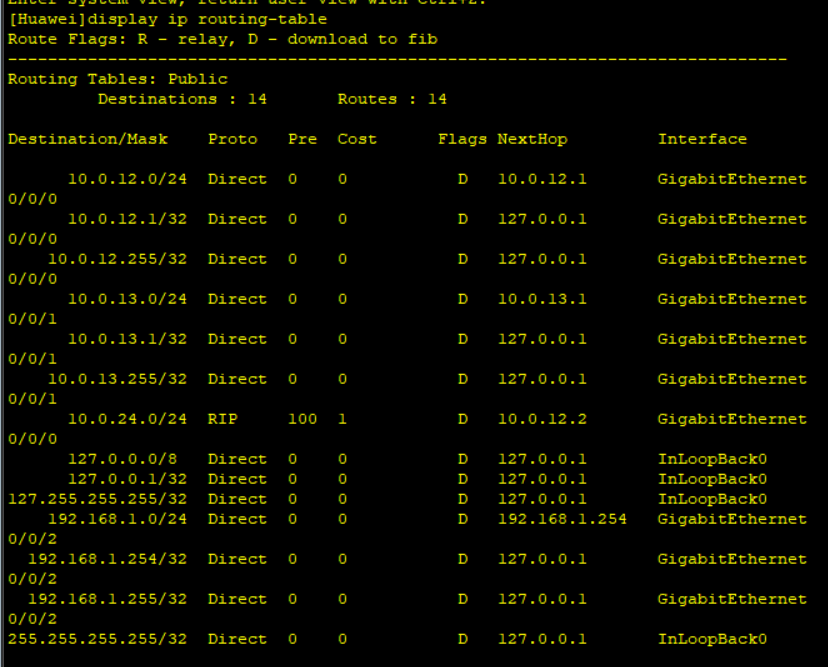 Enter system view, return user view with Ctrl+Z.
[Huawei]display ip routing-table
Route Flags: R - relay, D - download to fib
------------------------------------------------------------------------------
Routing Tables: Public
         Destinations : 14       Routes : 14

Destination/Mask    Proto   Pre  Cost      Flags NextHop         Interface

      10.0.12.0/24  Direct  0    0           D   10.0.12.1       GigabitEthernet
0/0/0
      10.0.12.1/32  Direct  0    0           D   127.0.0.1       GigabitEthernet
0/0/0
    10.0.12.255/32  Direct  0    0           D   127.0.0.1       GigabitEthernet
0/0/0
      10.0.13.0/24  Direct  0    0           D   10.0.13.1       GigabitEthernet
0/0/1
      10.0.13.1/32  Direct  0    0           D   127.0.0.1       GigabitEthernet
0/0/1
    10.0.13.255/32  Direct  0    0           D   127.0.0.1       GigabitEthernet
0/0/1
      10.0.24.0/24  RIP     100  1           D   10.0.12.2       GigabitEthernet
0/0/0
      127.0.0.0/8   Direct  0    0           D   127.0.0.1       InLoopBack0
      127.0.0.1/32  Direct  0    0           D   127.0.0.1       InLoopBack0
127.255.255.255/32  Direct  0    0           D   127.0.0.1       InLoopBack0
    192.168.1.0/24  Direct  0    0           D   192.168.1.254   GigabitEthernet
0/0/2
  192.168.1.254/32  Direct  0    0           D   127.0.0.1       GigabitEthernet
0/0/2
  192.168.1.255/32  Direct  0    0           D   127.0.0.1       GigabitEthernet
0/0/2
255.255.255.255/32  Direct  0    0           D   127.0.0.1       InLoopBack0